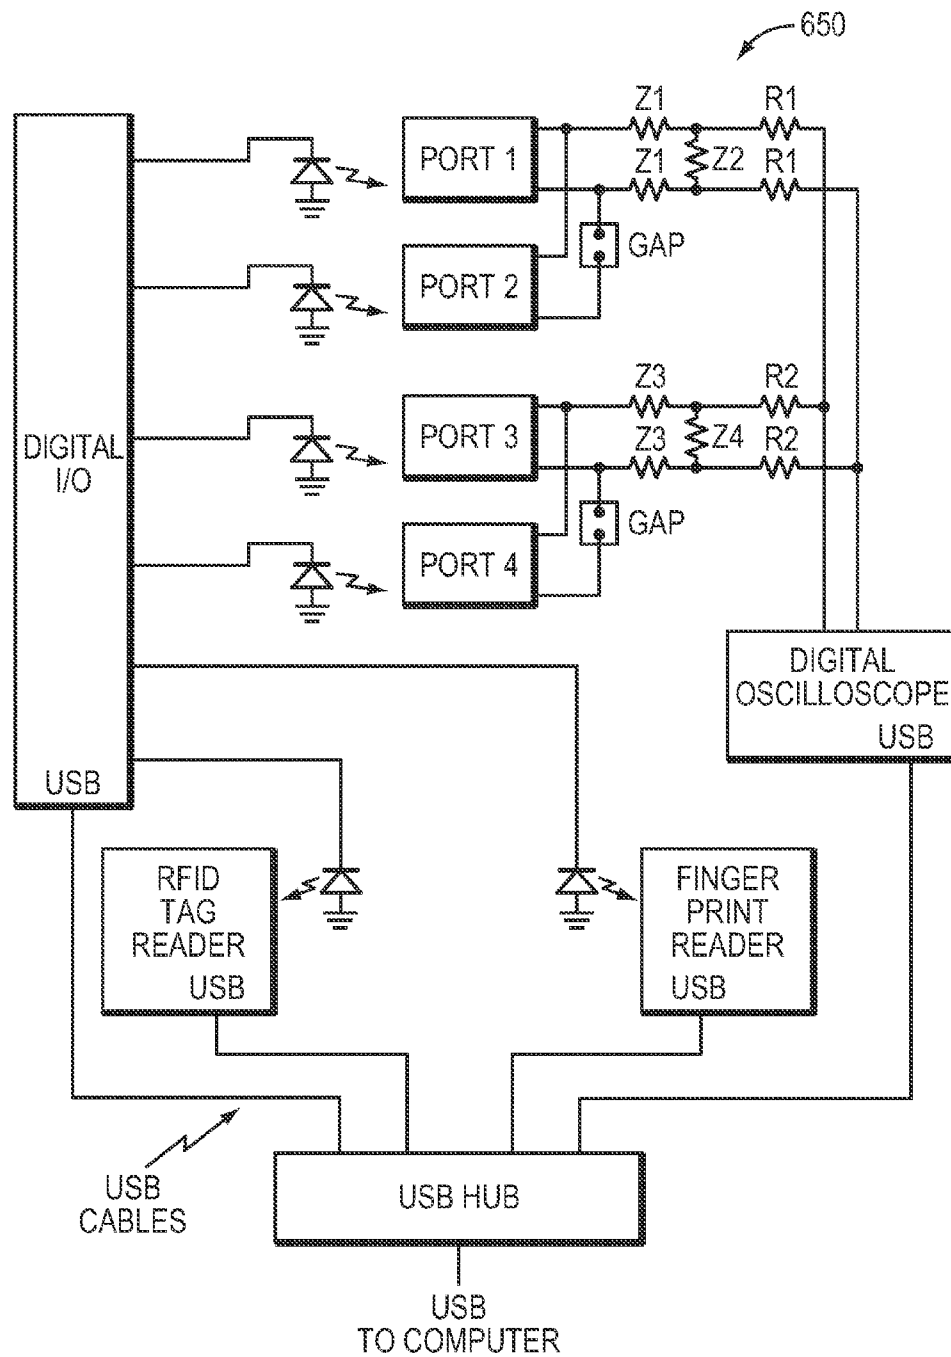 650
Z1
R1
PORT 1
Z1
Z2
R1
GAP
PORT 2
Z3
R2
PORT 3
Z3
Z4
R2
DIGITAL
I/O
GAP
PORT 4
DIGITAL
OSCILLOSCOPE
USB
USB
RFID
TAG
READER
USB
FINGER
PRINT
READER
USB
USB
CABLES
USB HUB
USB
TO COMPUTER